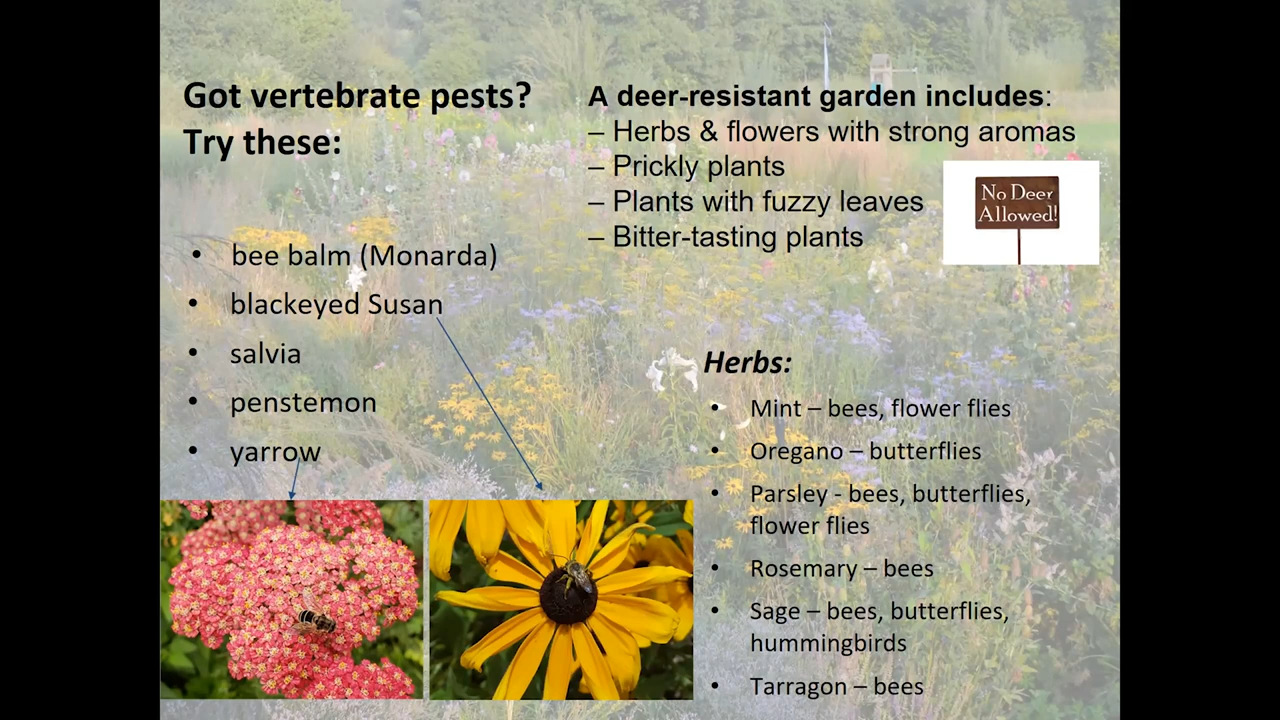 Got vertebrate pests?
Try these:
• bee balm (Monarda)
• blackeyed Susan
• salvia
• penstemon
• yarrow
A deer-resistant garden includes:
– Herbs & flowers with strong aromas
– Prickly plants
– Plants with fuzzy leaves
– Bitter-tasting plants
No Deer
Allowed!
Herbs:
• Mint – bees, flower flies
• Oregano – butterflies
• Parsley - bees, butterflies,
flower flies
• Rosemary – bees
• Sage – bees, butterflies,
hummingbirds
• Tarragon – bees